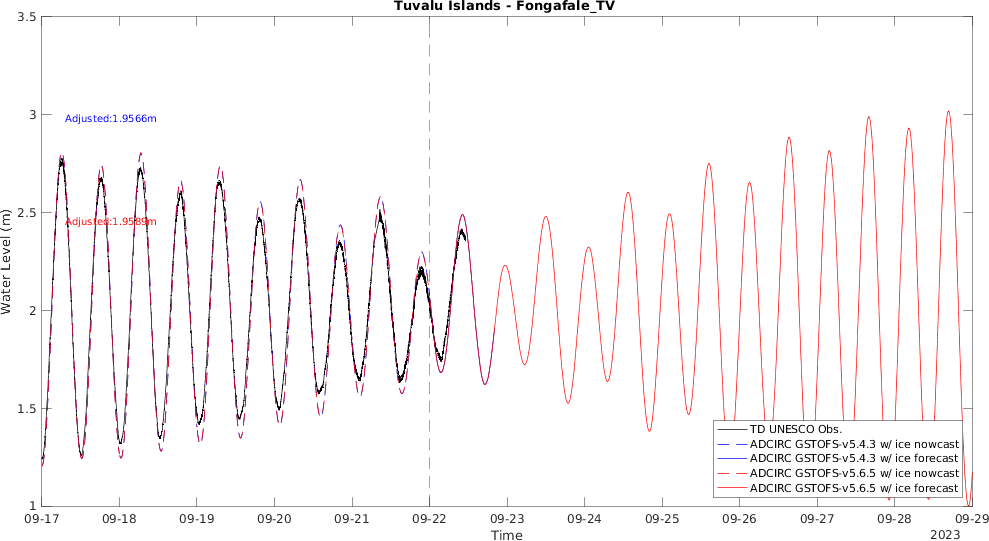 Tuvalu Islands - Fongafale_TV
3.5
3
2.5
2
1.5
1
Water Level (m)
Adjusted:1.9566m
Adjusted:1.9589m
TD UNESCO Obs.
ADCIRC GSTOFS-v5.4.3 w/ ice nowcast
ADCIRC GSTOFS-v5.4.3 w/ ice forecast
ADCIRC GSTOFS-v5.6.5 w/ ice nowcast
ADCIRC GSTOFS-v5.6.5 w/ ice forecast
09-17 09-18 09-19 09-20 09-21 09-22 09-23 09-24 09-25 09-26 09-27 09-28 09-29
Time
2023